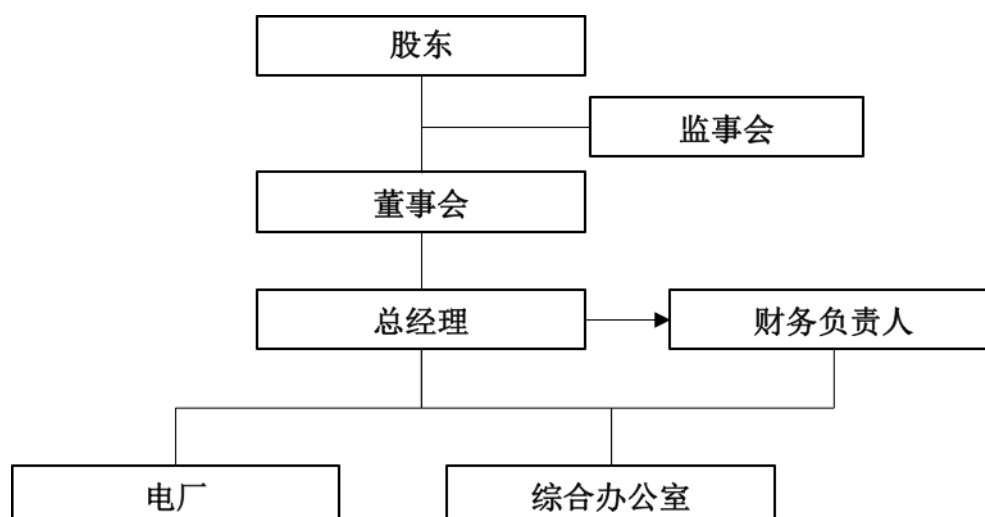 股东
监事会
董事会
总经理
财务负责人
电厂
综合办公室